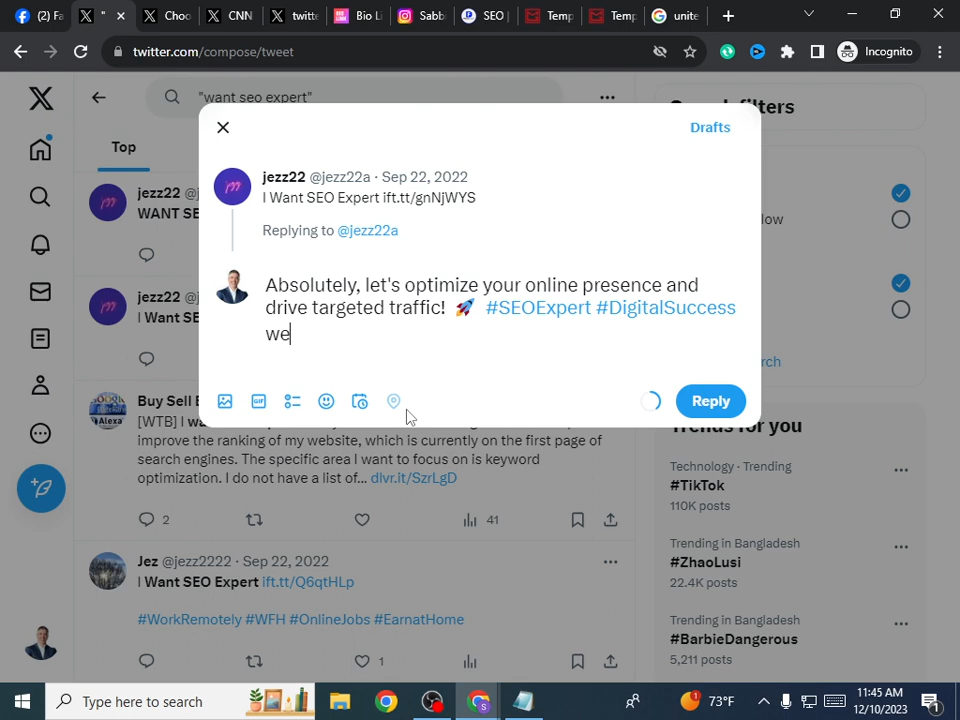 (2) Fa
"
Choo
CNN
twitte
Bio Li
Sabb
SEO |
Temp
Temp
unite
twitter.com/compose/tweet
Incognito
"want seo expert"
Top
Drafts
jezz22 @jezz22a · Sep 22, 2022
I Want SEO Expert ift.tt/gnNjWYS
Replying to @jezz22a
Absolutely, let's optimize your online presence and
drive targeted traffic! 🚀 #SEOExpert #DigitalSuccess
we
GIF
Reply
jezz22
WANT SE
jezz22
I Want SE
Buy Sell
[WTB] I
improve the ranking of my website, which is currently on the first page of
search engines. The specific area I want to focus on is keyword
optimization. I do not have a list of... dlvr.it/SzrLgD
2
41
Jez @jezz2222 · Sep 22, 2022
I Want SEO Expert ift.tt/Q6qtHLp
#WorkRemotely #WFH #OnlineJobs #EarnatHome
1
Trends for you
Technology · Trending
#TikTok
110K posts
Trending in Bangladesh
#ZhaoLusi
22.4K posts
Trending in Bangladesh
#BarbieDangerous
5,211 posts
Type here to search
73°F
11:45 AM
12/10/2023